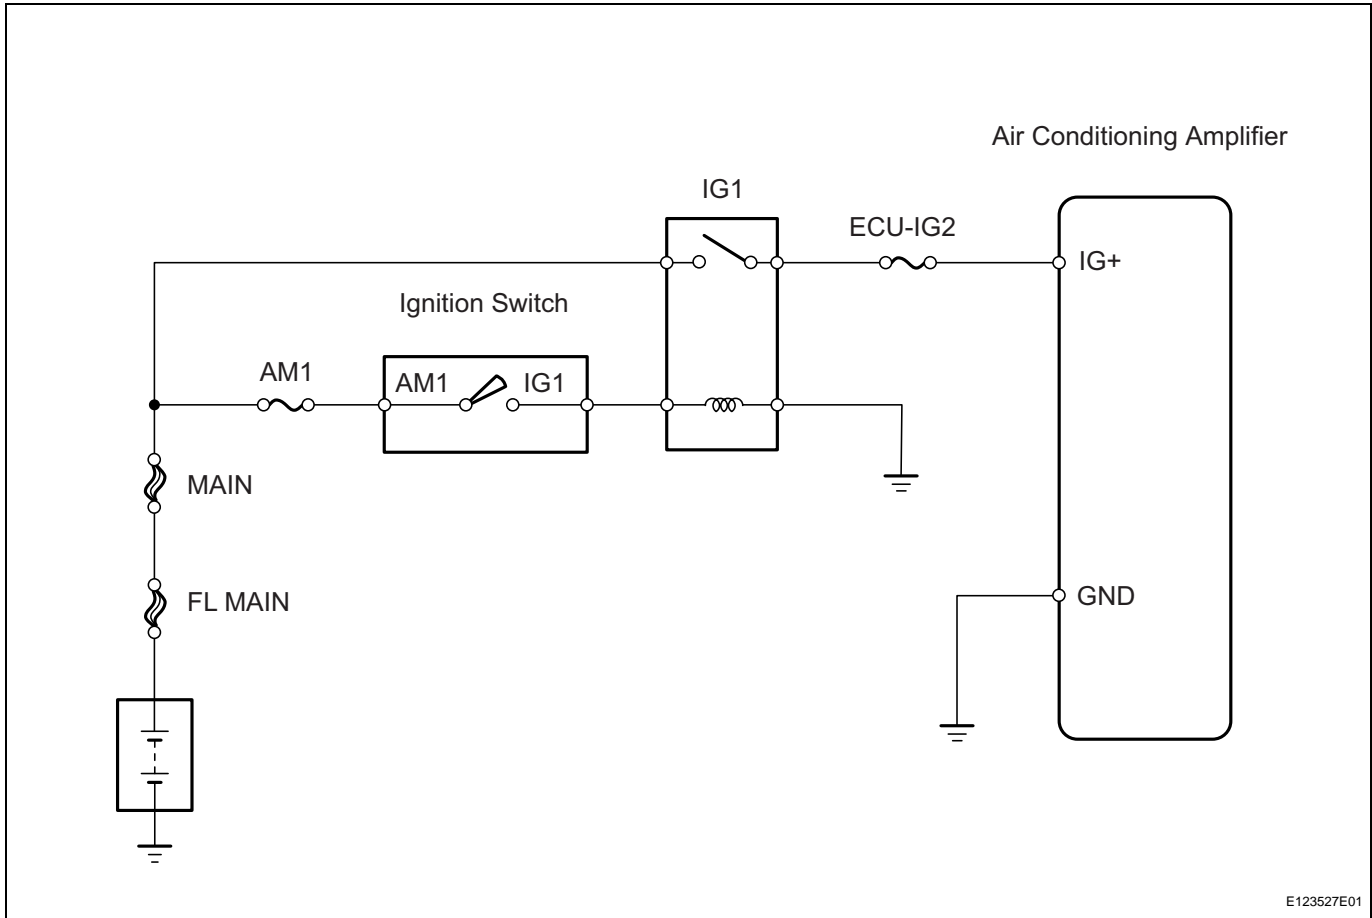 Air Conditioning Amplifier
IG1
ECU-IG2
IG+
Ignition Switch
AM1
AM1
IG1
MAIN
FL MAIN
GND
E123527E01